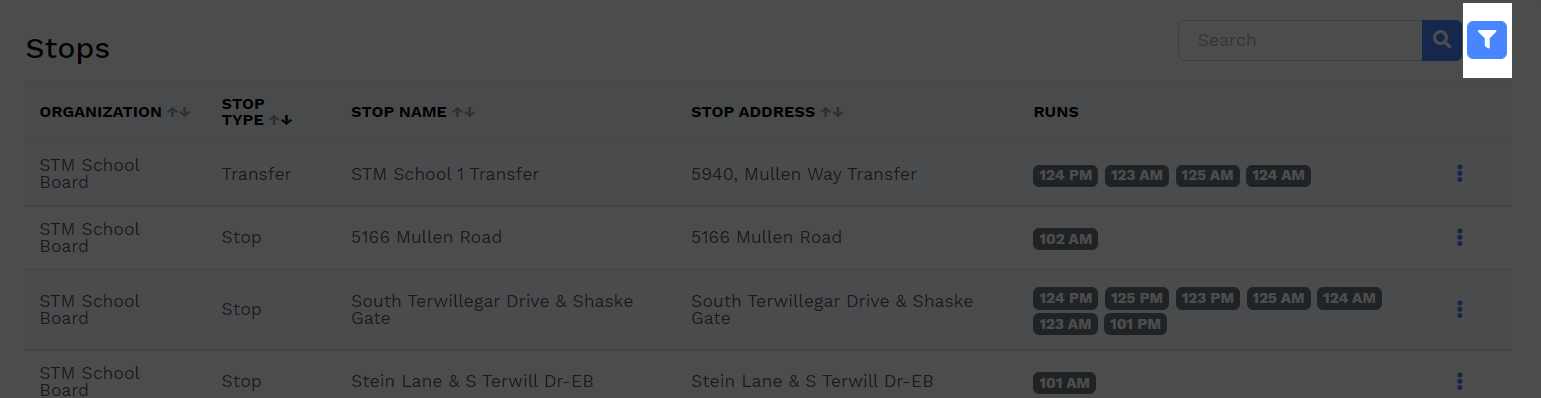 Stops
Search
ORGANIZATION STOP TYPE STOP NAME STOP ADDRESS RUNS
STM School Board Transfer STM School 1 Transfer 5940, Mullen Way Transfer 124 PM 123 AM 125 AM 124 AM
STM School Board Stop 5166 Mullen Road 5166 Mullen Road 102 AM
STM School Board Stop South Terwillegar Drive & Shaske Gate South Terwillegar Drive & Shaske Gate 124 PM 125 PM 123 PM 125 AM 124 AM 123 AM 101 PM
STM School Board Stop Stein Lane & S Terwill Dr-EB Stein Lane & S Terwill Dr-EB 101 AM